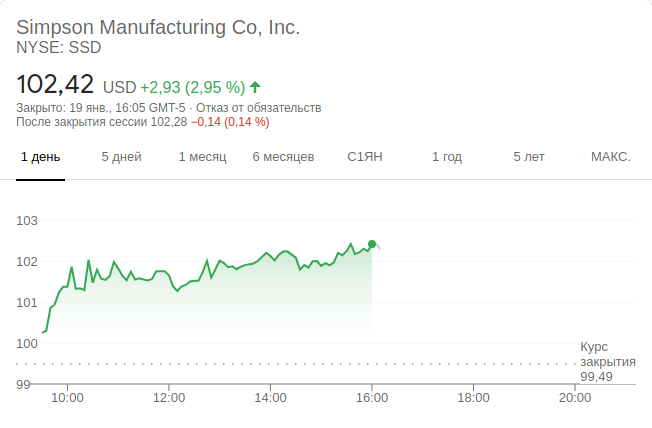 Simpson Manufacturing Co, Inc.
NYSE: SSD
102,42 USD +2,93 (2,95 %)
Закрыто: 19 янв., 16:05 GMT-5 · Отказ от обязательств
После закрытия сессии 102,28 −0,14 (0,14 %)
1 день 5 дней 1 месяц 6 месяцев С1ЯН 1 год 5 лет МАКС.
103
102
101
100
Курс
закрытия
99,49
99
10:00 12:00 14:00 16:00 18:00 20:00